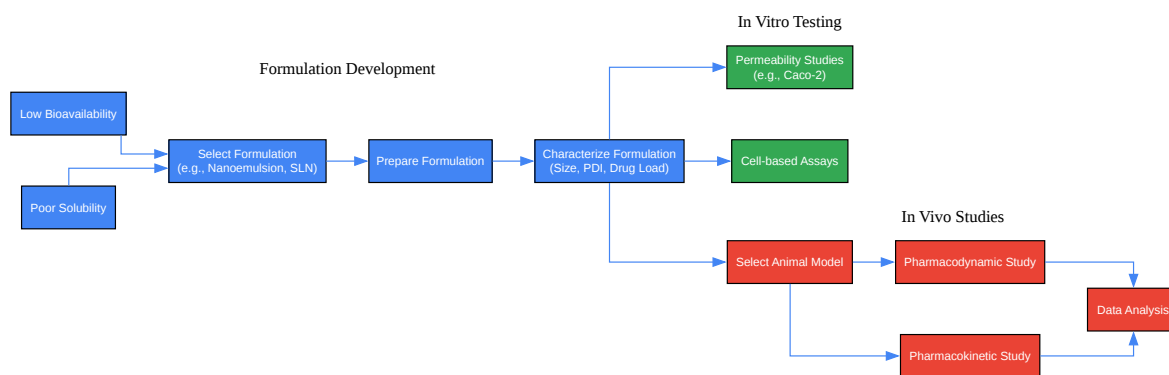 In Vitro Testing
Formulation Development
Permeability Studies
(e.g., Caco-2)
Low Bioavailability
Select Formulation
(e.g., Nanoemulsion, SLN)
Prepare Formulation
Characterize Formulation
(Size, PDI, Drug Load)
Cell-based Assays
Poor Solubility
In Vivo Studies
Select Animal Model
Pharmacodynamic Study
Data Analysis
Pharmacokinetic Study